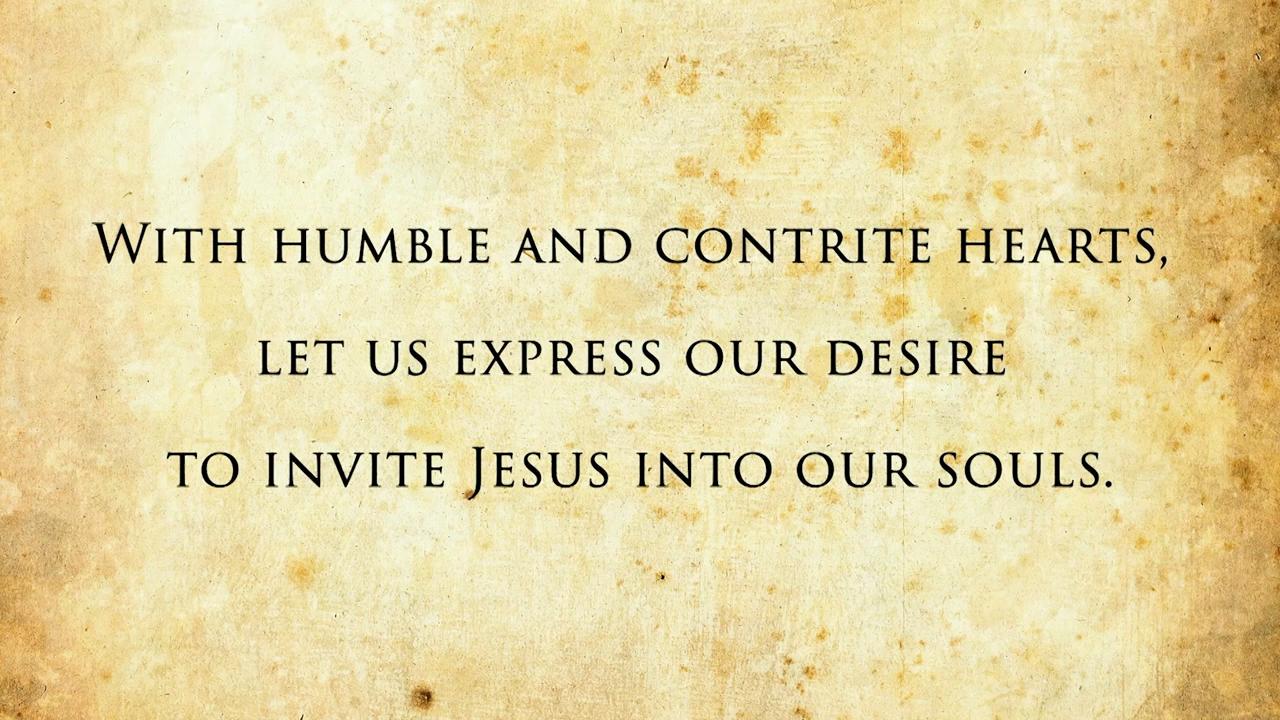 With humble and contrite hearts,
let us express our desire
to invite Jesus into our souls.